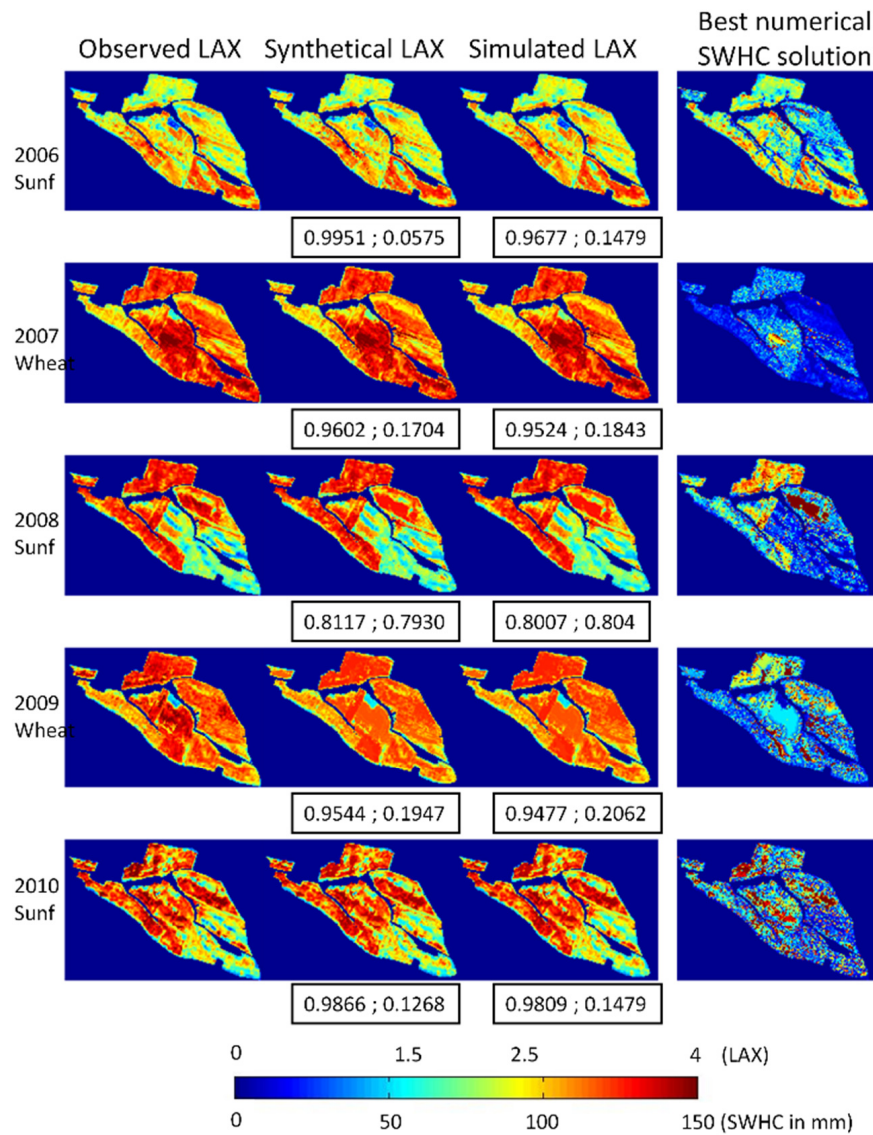 Best numerical
Observed LAX Synthetical LAX Simulated LAX SWHC solution
2006
Sunf
0.9951 ; 0.0575 0.9677 ; 0.1479
2007
Wheat
0.9602 ; 0.1704 0.9524 ; 0.1843
2008
Sunf
0.8117 ; 0.7930 0.8007 ; 0.804
2009
Wheat
0.9544 ; 0.1947 0.9477 ; 0.2062
2010
Sunf
0.9866 ; 0.1268 0.9809 ; 0.1479
0 1.5 2.5 4 (LAX)
0 50 100 150 (SWHC in mm)